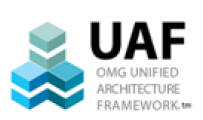 UAF
OMG UNIFIED
ARCHITECTURE
FRAMEWORK™